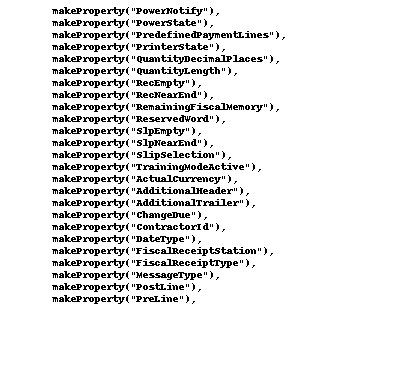 makeProperty("PowerNotify"),
makeProperty("PowerState"),
makeProperty("PredefinedPaymentLines"),
makeProperty("PrinterState"),
makeProperty("QuantityDecimalPlaces"),
makeProperty("QuantityLength"),
makeProperty("RecEmpty"),
makeProperty("RecNearEnd"),
makeProperty("RemainingFiscalMemory"),
makeProperty("ReservedWord"),
makeProperty("SlpEmpty"),
makeProperty("SlpNearEnd"),
makeProperty("SlipSelection"),
makeProperty("TrainingModeActive"),
makeProperty("ActualCurrency"),
makeProperty("AdditionalHeader"),
makeProperty("AdditionalTrailer"),
makeProperty("ChangeDue"),
makeProperty("ContractorId"),
makeProperty("DateType"),
makeProperty("FiscalReceiptStation"),
makeProperty("FiscalReceiptType"),
makeProperty("MessageType"),
makeProperty("PostLine"),
makeProperty("PreLine"),